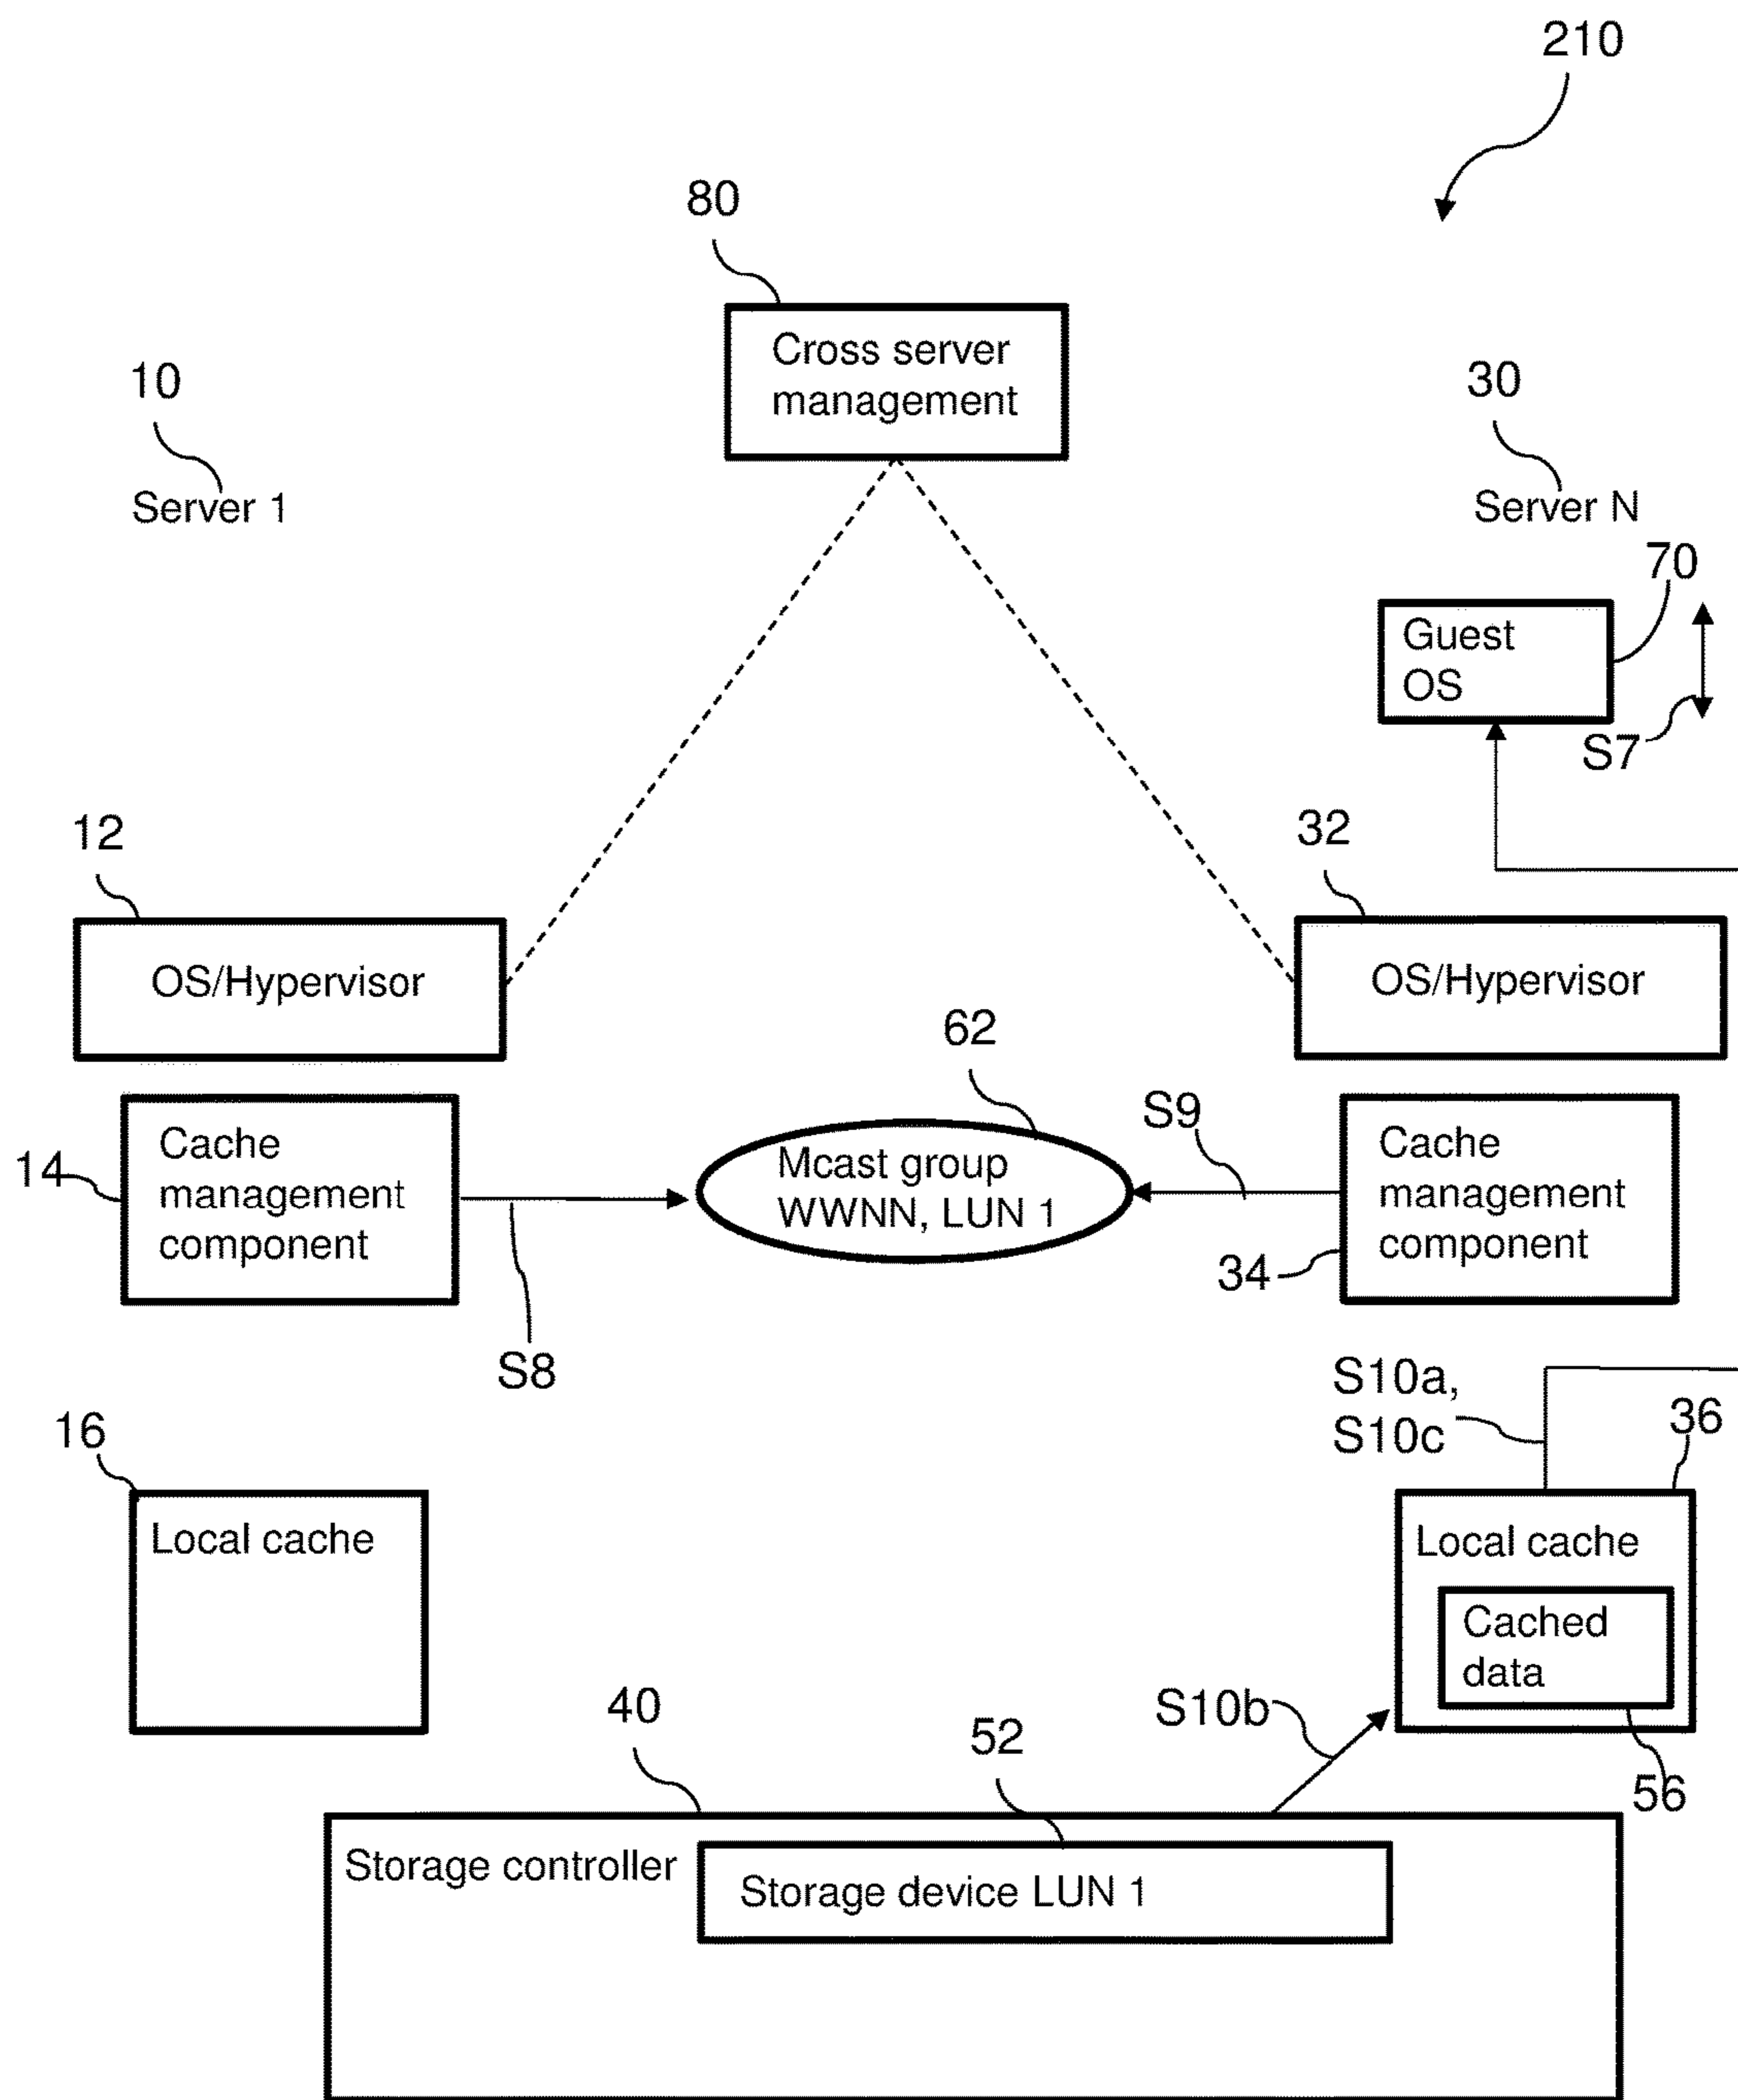 210
80
Cross server
management
10
Server 1
30
Server N
70
Guest
OS
S7
12
OS/Hypervisor
32
OS/Hypervisor
62
Mcast group
WWNN, LUN 1
14
Cache
management
component
S8
S9
Cache
management
component
34
S10a,
S10c
36
16
Local cache
Local cache
Cached
data
56
S10b
40
52
Storage controller
Storage device LUN 1